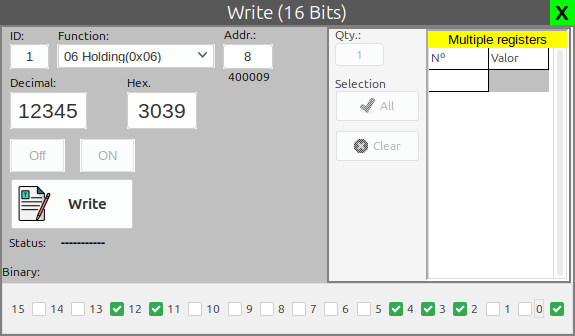 Write (16 Bits)
X
ID:
Function:
Addr.:
1
06 Holding(0x06)
8
400009
Decimal:
Hex.
12345
3039
Off
ON
Write
Status:
-----------
Qty.:
1
Selection
All
Clear
Multiple registers
Nº
Valor
Binary:
15 14 13 12 11 10 9 8 7 6 5 4 3 2 1 0